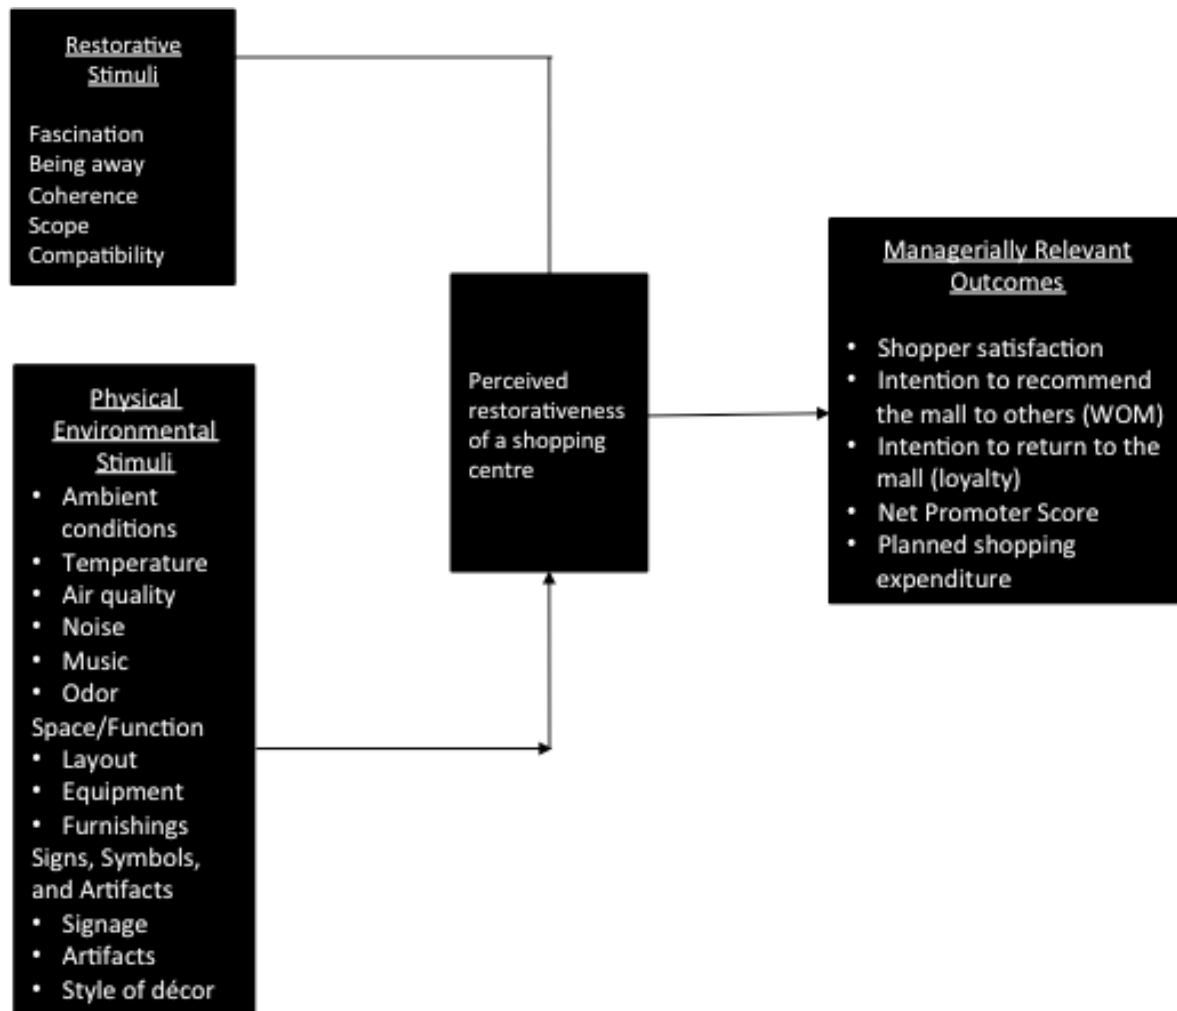 Restorative
Stimuli
Fascination
Being away
Coherence
Scope
Compatibility
Physical
Environmental
Stimuli
• Ambient
conditions
• Temperature
• Air quality
• Noise
• Music
• Odor
Space/Function
• Layout
• Equipment
• Furnishings
Signs, Symbols,
and Artifacts
• Signage
• Artifacts
• Style of décor
Perceived
restorativeness
of a shopping
centre
Managerially Relevant
Outcomes
• Shopper satisfaction
• Intention to recommend
the mall to others (WOM)
• Intention to return to the
mall (loyalty)
• Net Promoter Score
• Planned shopping
expenditure